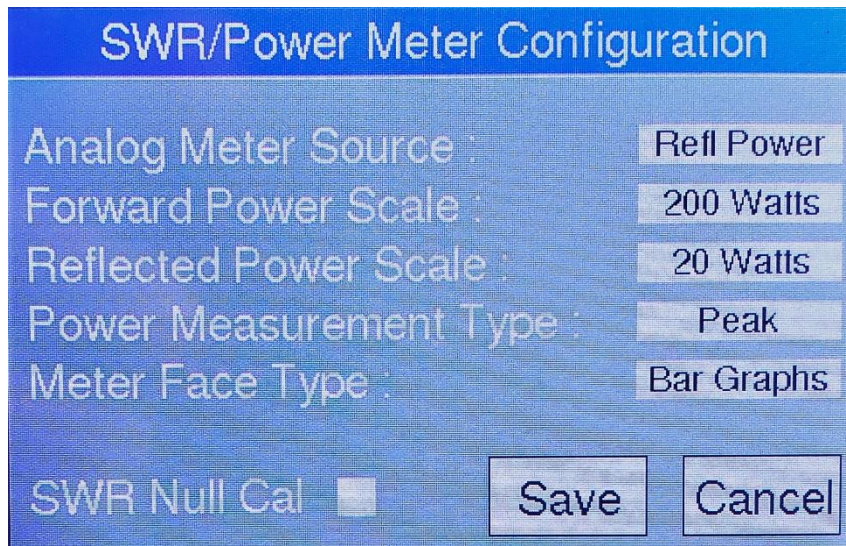 SWR/Power Meter Configuration
Analog Meter Source : Refl Power
Forward Power Scale : 200 Watts
Reflected Power Scale : 20 Watts
Power Measurement Type : Peak
Meter Face Type : Bar Graphs
SWR Null Cal Save Cancel